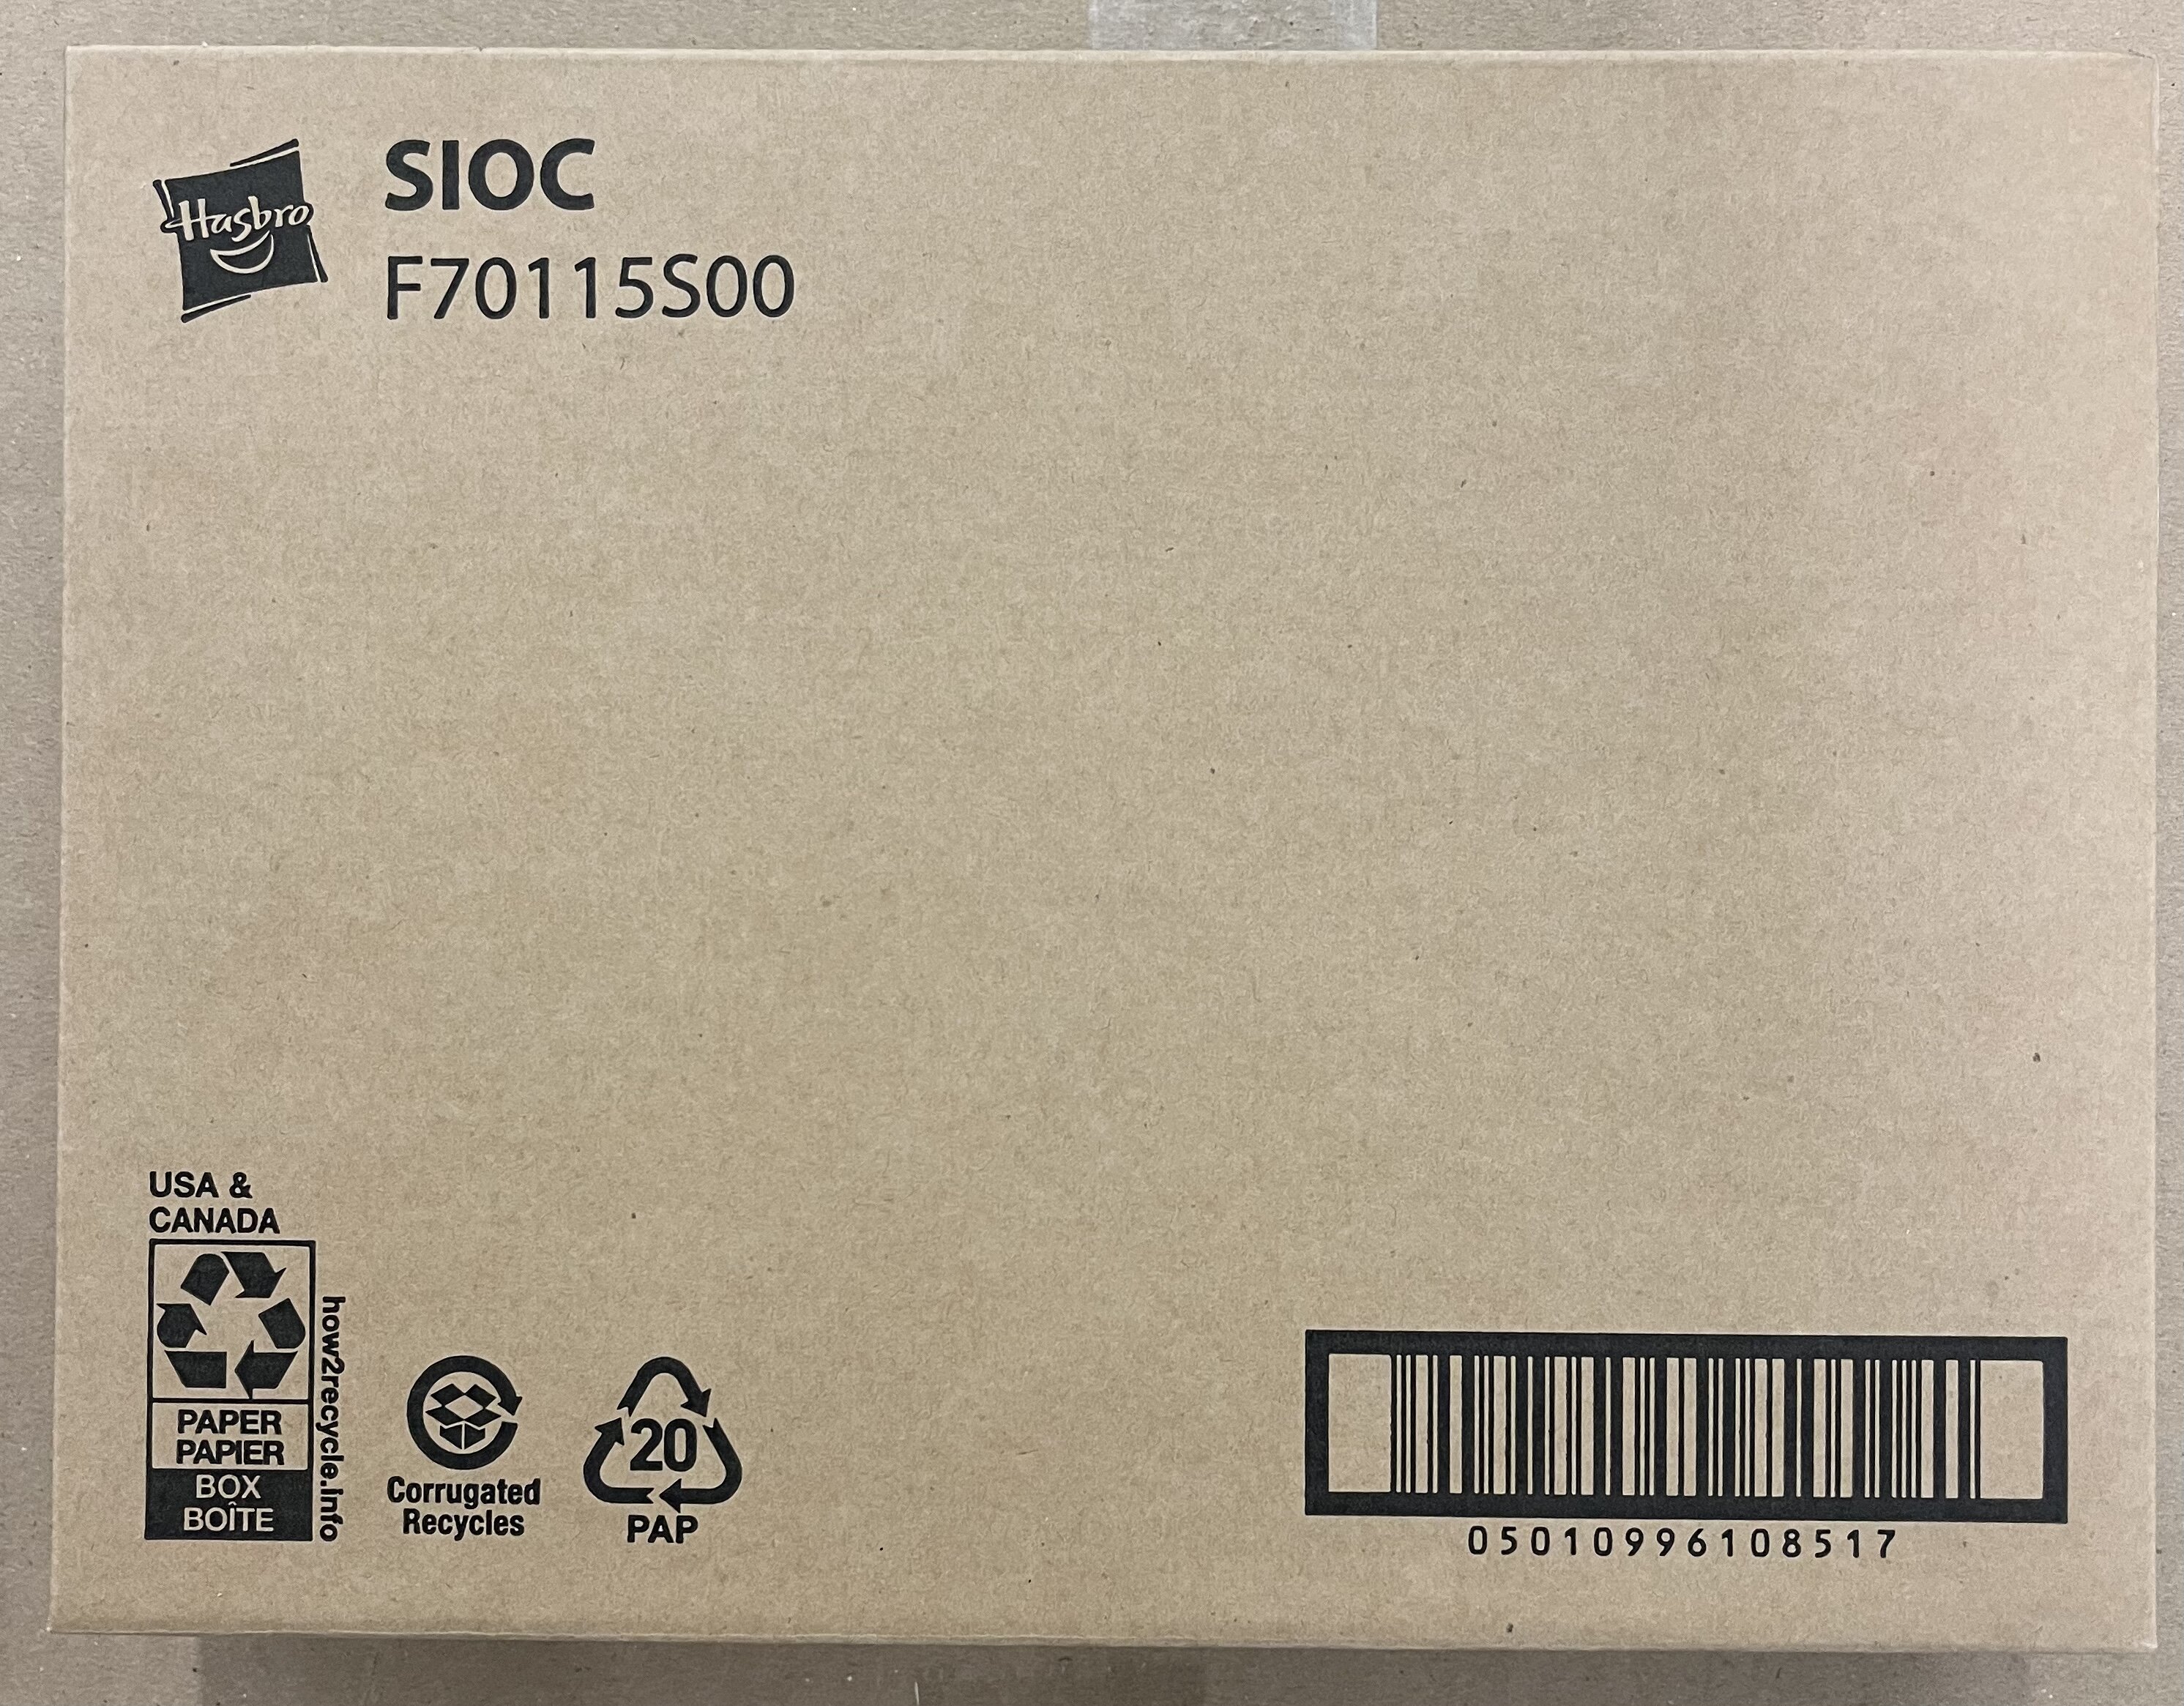 Hasbro
SIOC
F70115S00
USA &
CANADA
PAPER
PAPIER
BOX
BOÎTE
how2recycle.info
Corrugated
Recycles
20
PAP
05010996108517